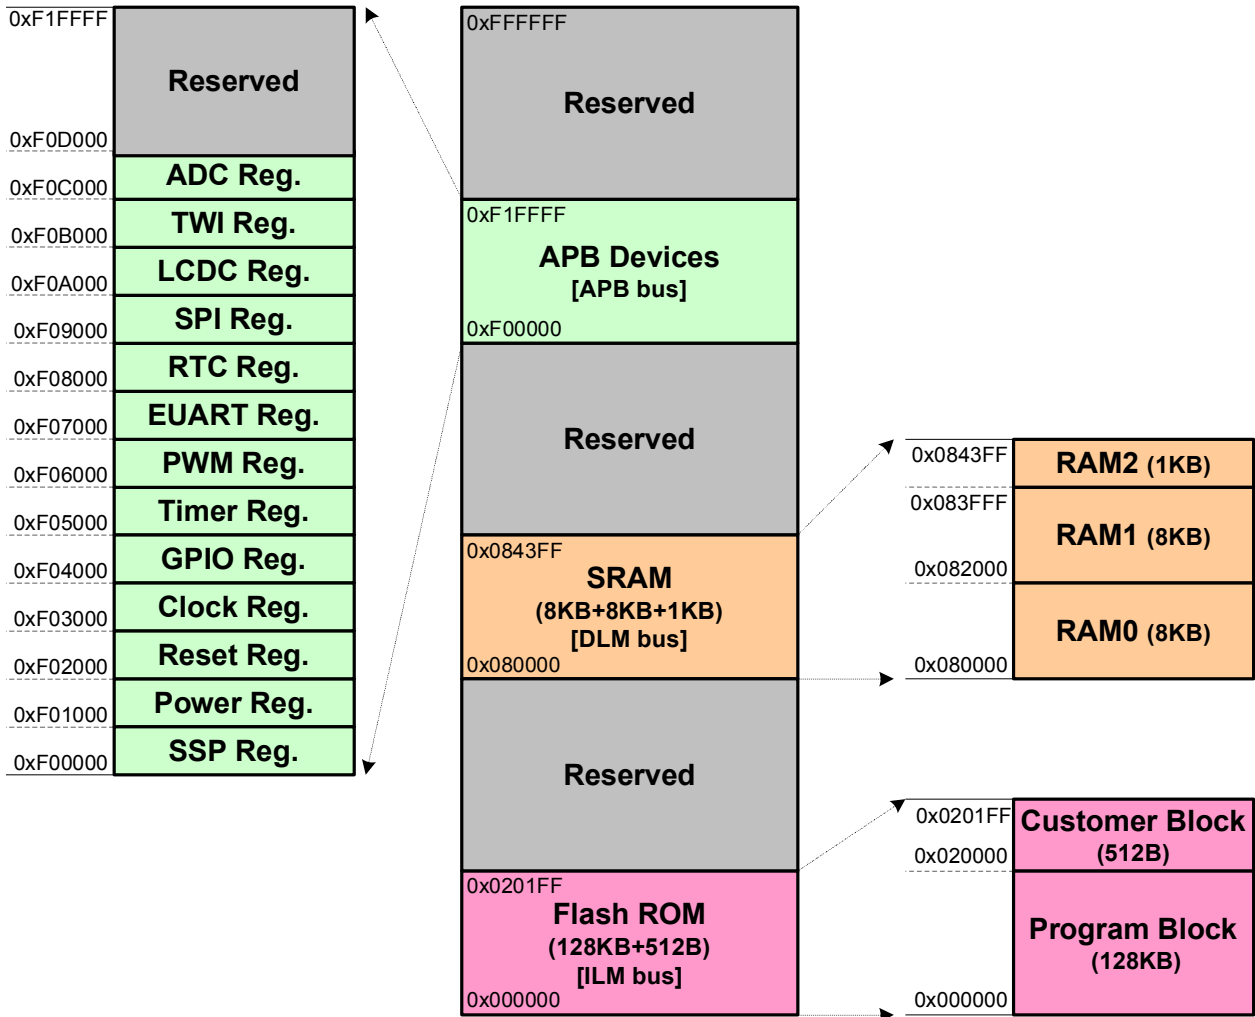 0xF1FFFF
Reserved
0xF0D000
ADC Reg.
0xF0C000
TWI Reg.
0xF0B000
LCDC Reg.
0xF0A000
SPI Reg.
0xF09000
RTC Reg.
0xF08000
EUART Reg.
0xF07000
PWM Reg.
0xF06000
Timer Reg.
0xF05000
GPIO Reg.
0xF04000
Clock Reg.
0xF03000
Reset Reg.
0xF02000
Power Reg.
0xF01000
SSP Reg.
0xF00000
0xFFFFFF
Reserved
0xF1FFFF
APB Devices
[APB bus]
0xF00000
Reserved
0x0843FF
SRAM
(8KB+8KB+1KB)
[DLM bus]
0x080000
Reserved
0x0201FF
Flash ROM
(128KB+512B)
[ILM bus]
0x000000
0x0843FF
RAM2 (1KB)
0x083FFF
RAM1 (8KB)
0x082000
RAM0 (8KB)
0x080000
0x0201FF
Customer Block
(512B)
0x020000
Program Block
(128KB)
0x000000